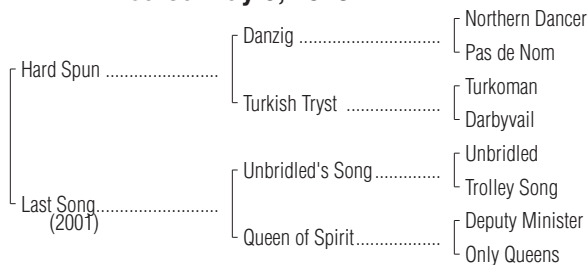 Northern Dancer
Danzig ..............................
Pas de Nom
Hard Spun ........................
Turkoman
Turkish Tryst ....................
Darbyvail
Unbridled
Unbridled's Song................
Trolley Song
Last Song..........................
(2001)
Deputy Minister
Queen of Spirit..................
Only Queens